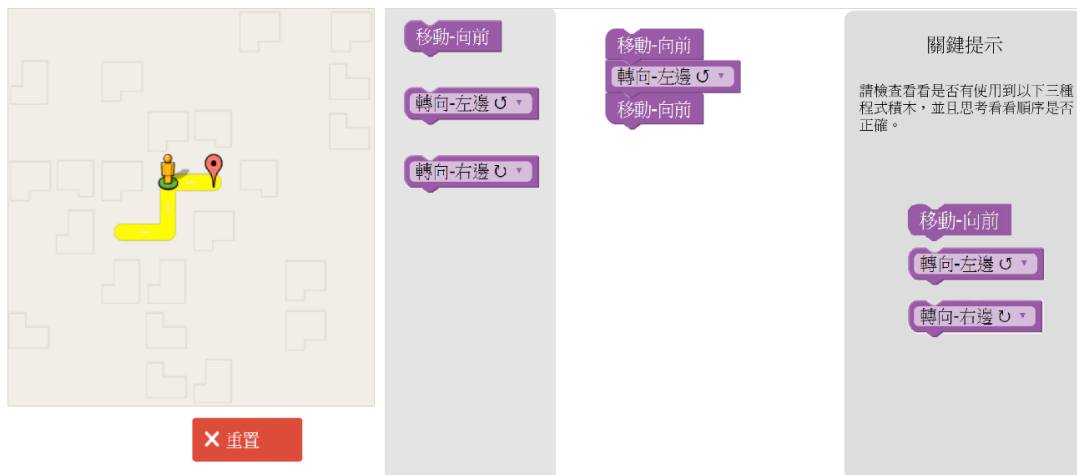 移動-向前
轉向-左邊↺
轉向-右邊↻
移動-向前
轉向-左邊↺
移動-向前
關鍵提示
請檢查看看是否有使用到以下三種
程式積木，並且思考看看順序是否
正確。
移動-向前
轉向-左邊↺
轉向-右邊↻
重置